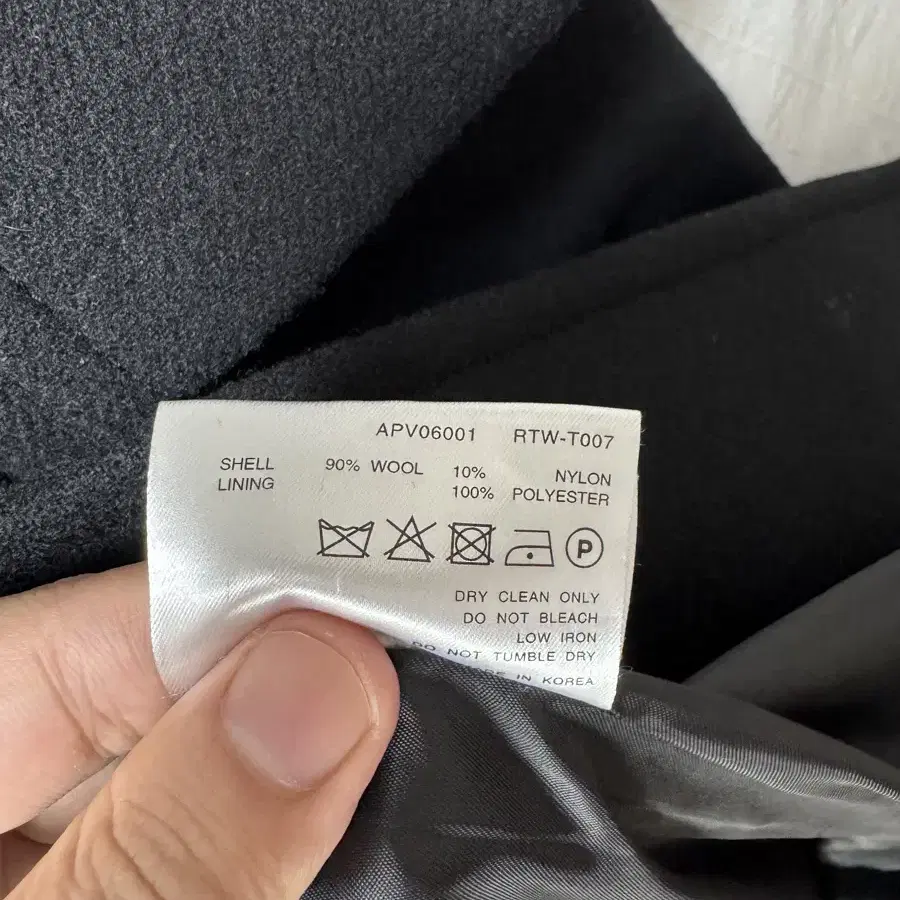 APV06001 RTW-T007
SHELL 90% WOOL 10% NYLON
LINING 100% POLYESTER
P
DRY CLEAN ONLY
DO NOT BLEACH
LOW IRON
DO NOT TUMBLE DRY
IN KOREA